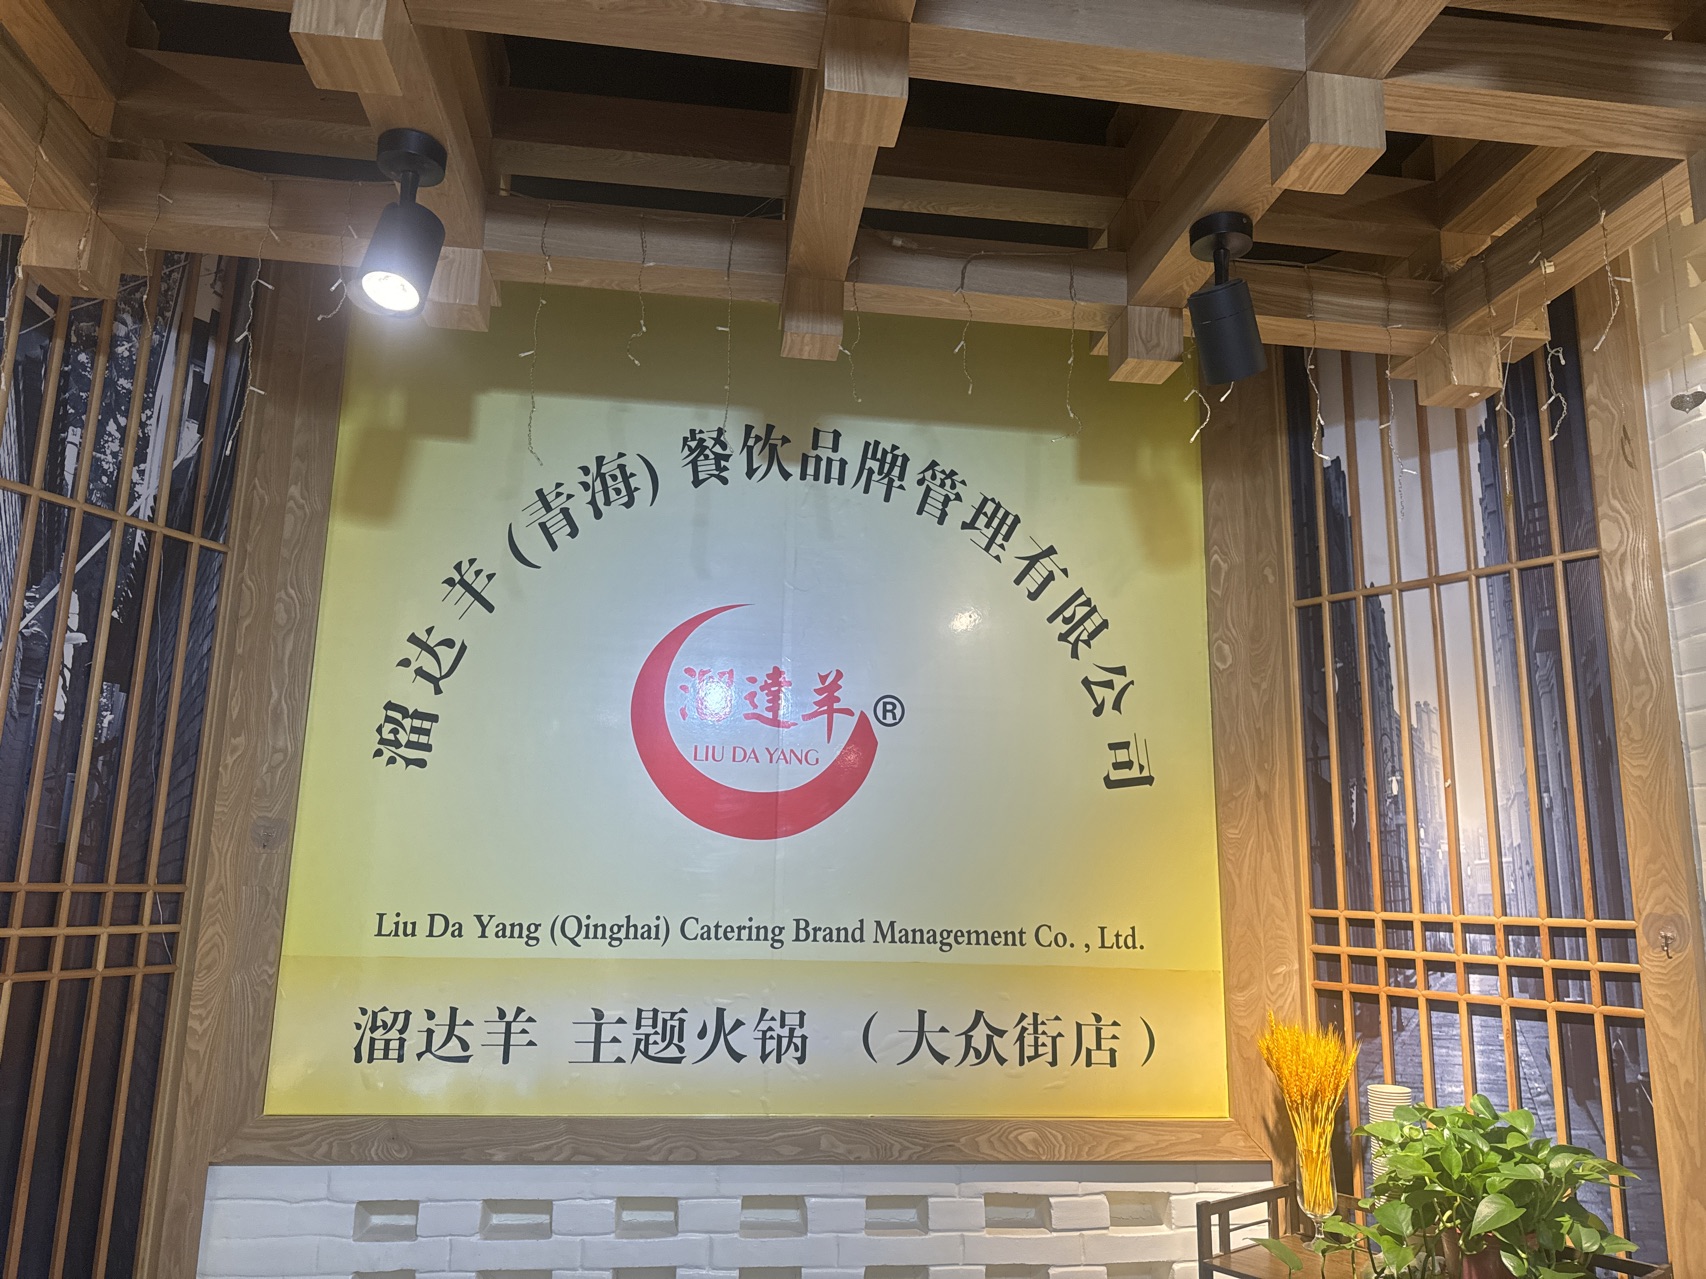 溜达羊(青海)餐饮品牌管理有限公司
溜達羊®
LIU DA YANG
Liu Da Yang (Qinghai) Catering Brand Management Co. , Ltd.
溜达羊 主题火锅 （大众街店）